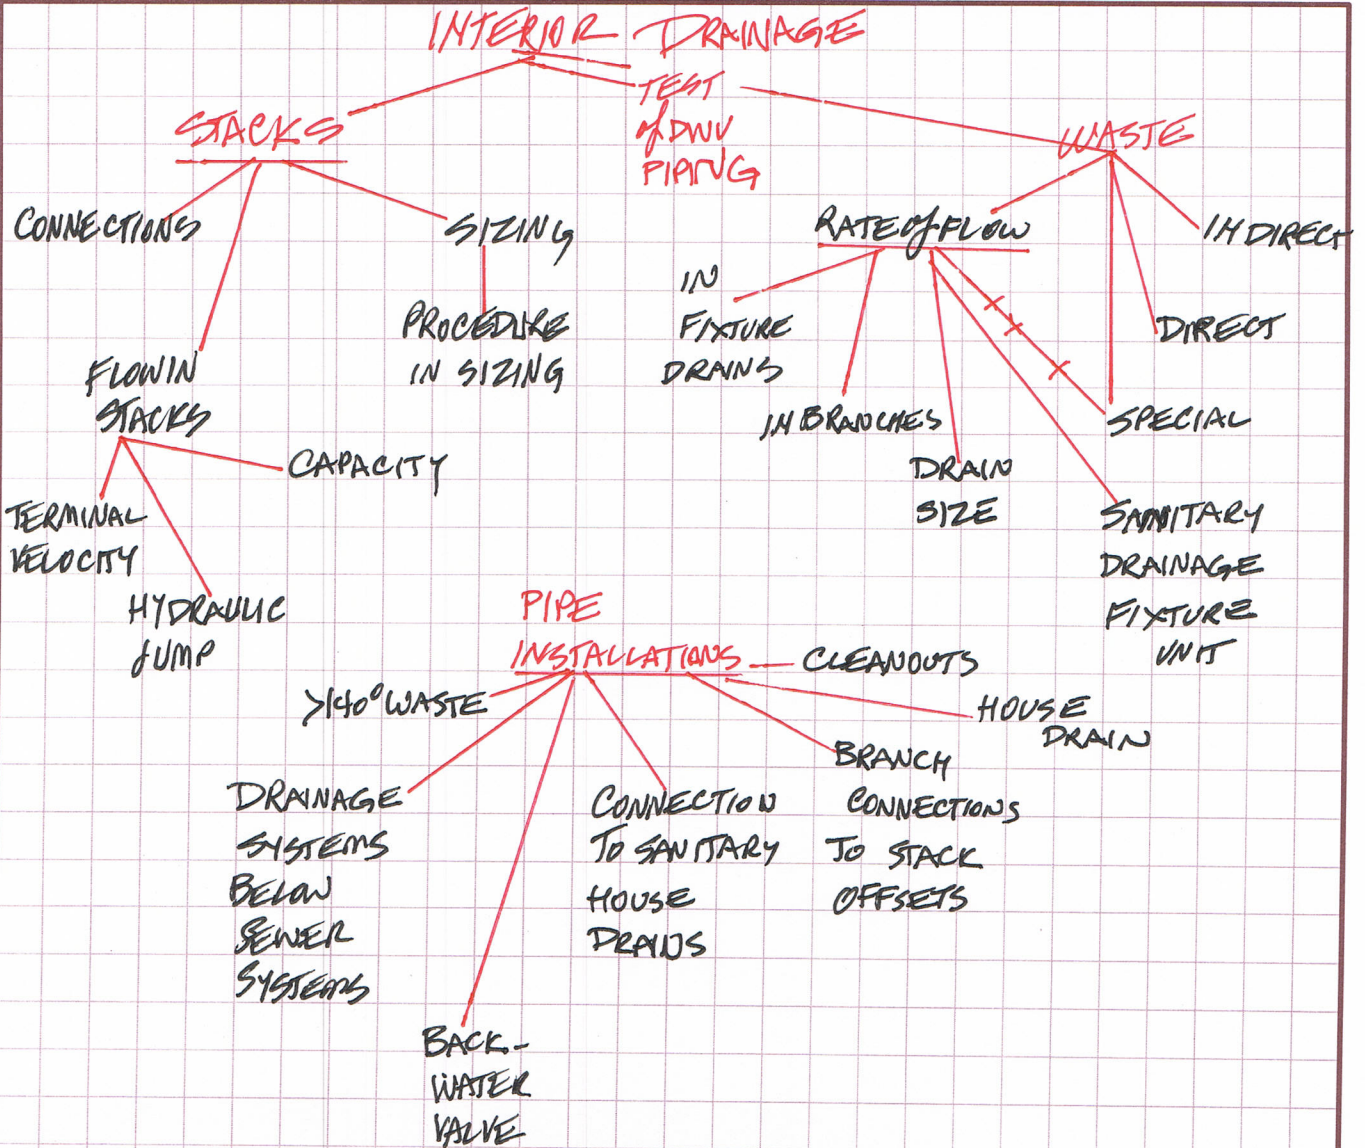 INTERIOR DRAINAGE
TEST
of DWV
PIPING
STACKS
WASTE
CONNECTIONS
SIZING
PROCEDURE
IN SIZING
FLOW IN
STACKS
CAPACITY
TERMINAL
VELOCITY
HYDRAULIC
JUMP
RATE of FLOW
INDIRECT
IN
FIXTURE
DRAINS
DIRECT
IN BRANCHES
SPECIAL
DRAIN
SIZE
SANITARY
DRAINAGE
FIXTURE
UNIT
PIPE
INSTALLATIONS
CLEANOUTS
>140° WASTE
HOUSE
DRAIN
DRAINAGE
SYSTEMS
BELOW
SEWER
SYSTEMS
BACK-
WATER
VALVE
CONNECTION
TO SANITARY
HOUSE
DRAINS
BRANCH
CONNECTIONS
TO STACK
OFFSETS